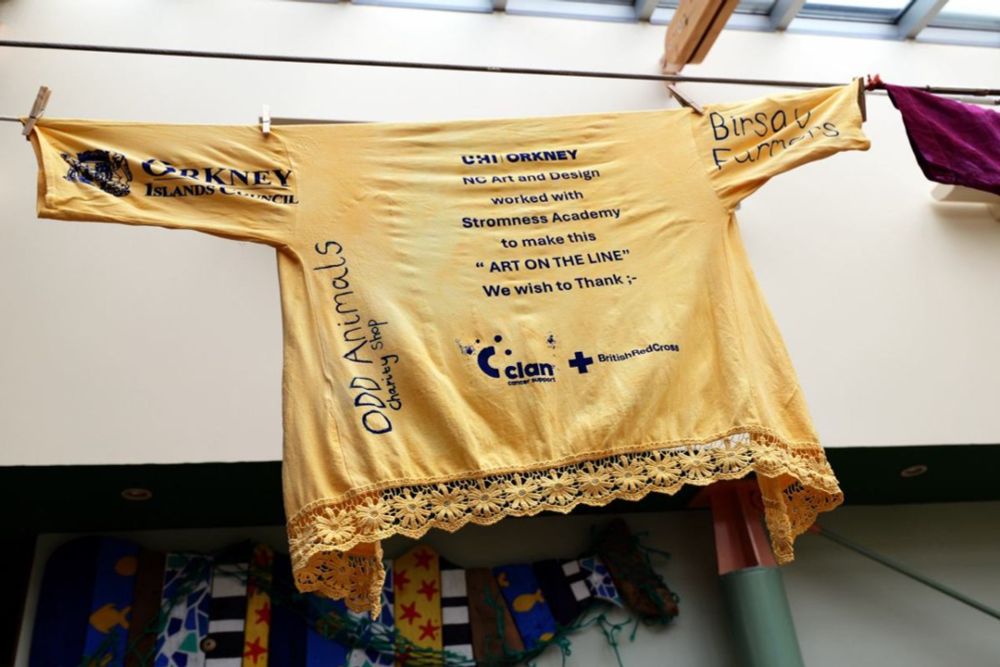 ORKNEY
ISLANDS COUNCIL
ODD Animals
Charity Shop
UHI ORKNEY
NC Art and Design
worked with
Stromness Academy
to make this
“ ART ON THE LINE”
We wish to Thank ;-
clan
cancer support
BritishRedCross
Birsay
Farmers